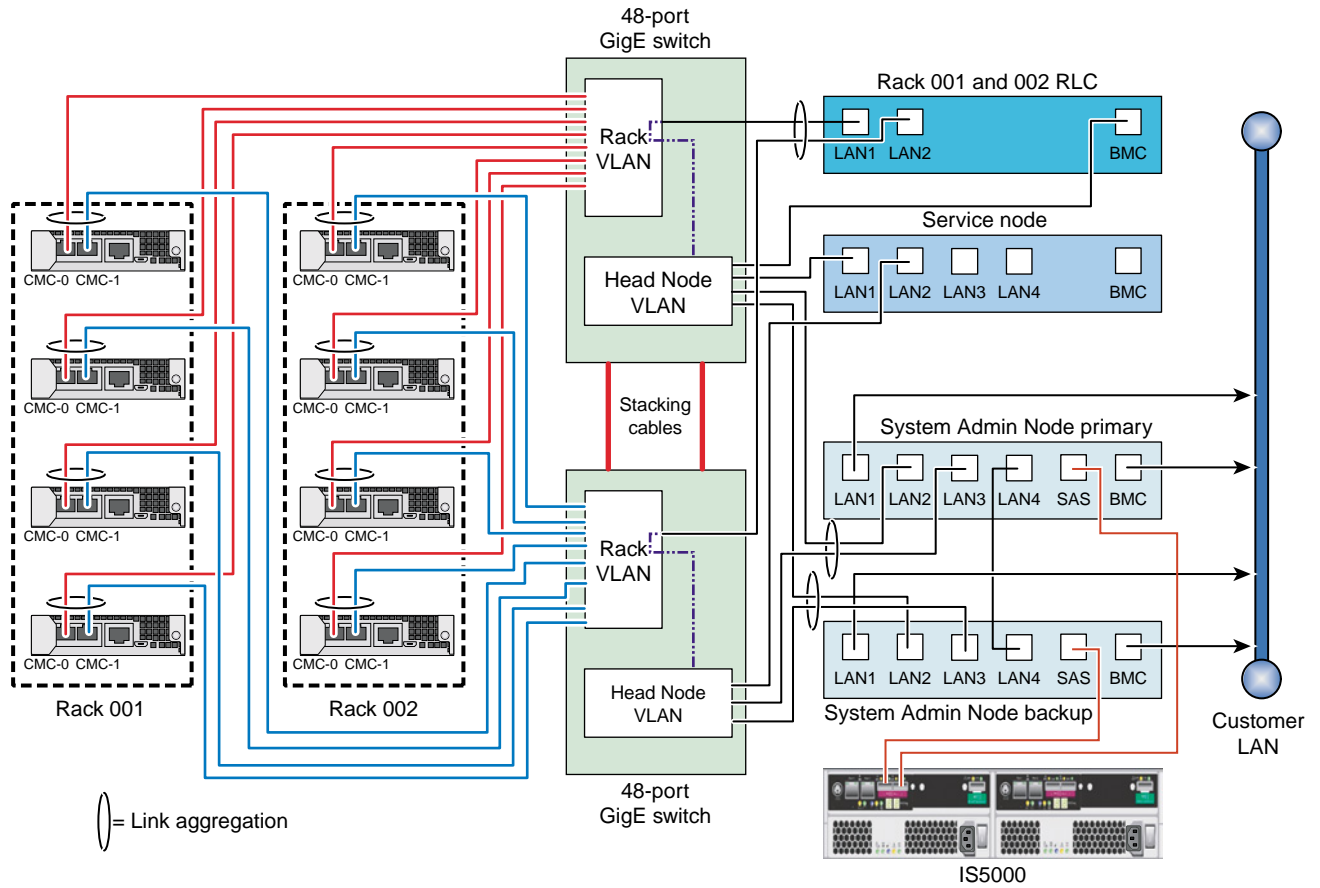 48-port
GigE switch
Rack 001 and 002 RLC
Rack
VLAN
LAN1 LAN2 BMC
Service node
CMC-0 CMC-1
CMC-0 CMC-1
Head Node
VLAN
LAN1 LAN2 LAN3 LAN4 BMC
CMC-0 CMC-1
CMC-0 CMC-1
Stacking
cables
System Admin Node primary
LAN1 LAN2 LAN3 LAN4 SAS BMC
CMC-0 CMC-1
CMC-0 CMC-1
Rack
VLAN
CMC-0 CMC-1
CMC-0 CMC-1
LAN1 LAN2 LAN3 LAN4 SAS BMC
Rack 001
Rack 002
Head Node
VLAN
System Admin Node backup
Customer
LAN
48-port
GigE switch
= Link aggregation
IS5000